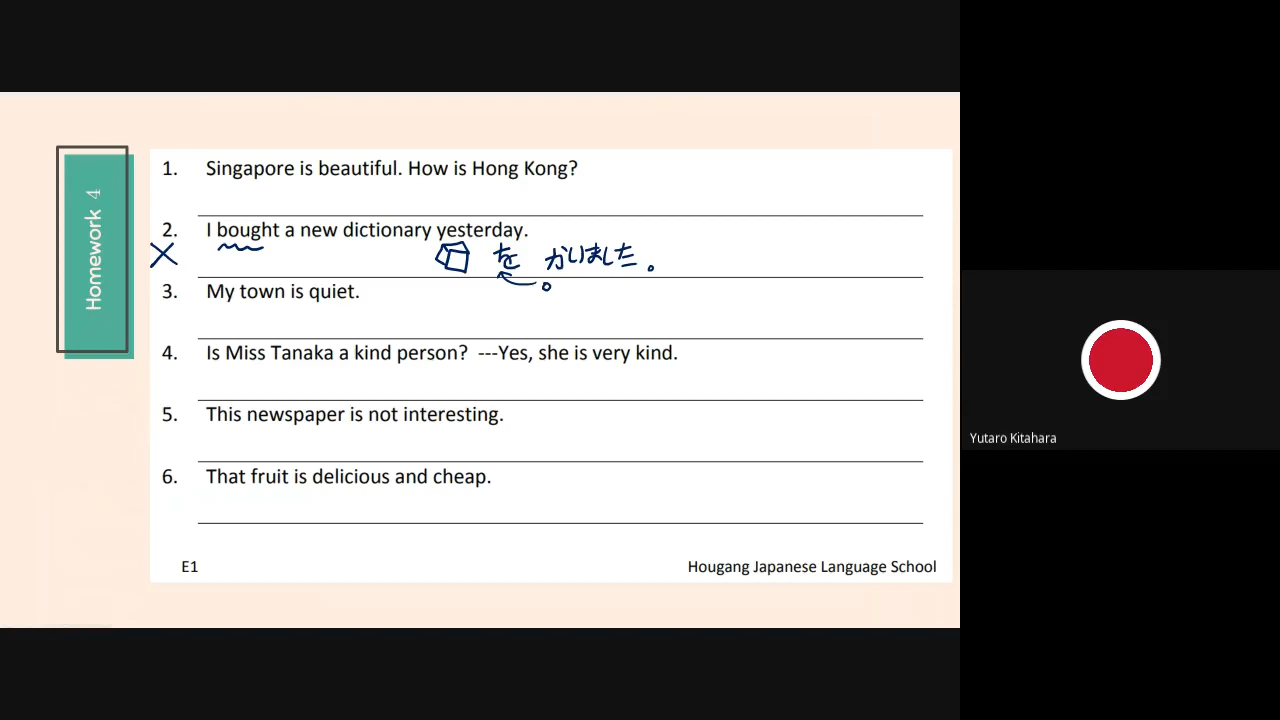 Homework 4
1. Singapore is beautiful. How is Hong Kong?
2. I bought a new dictionary yesterday.
を かいました。
3. My town is quiet.
4. Is Miss Tanaka a kind person? ---Yes, she is very kind.
5. This newspaper is not interesting.
6. That fruit is delicious and cheap.
E1 Hougang Japanese Language School
Yutaro Kitahara